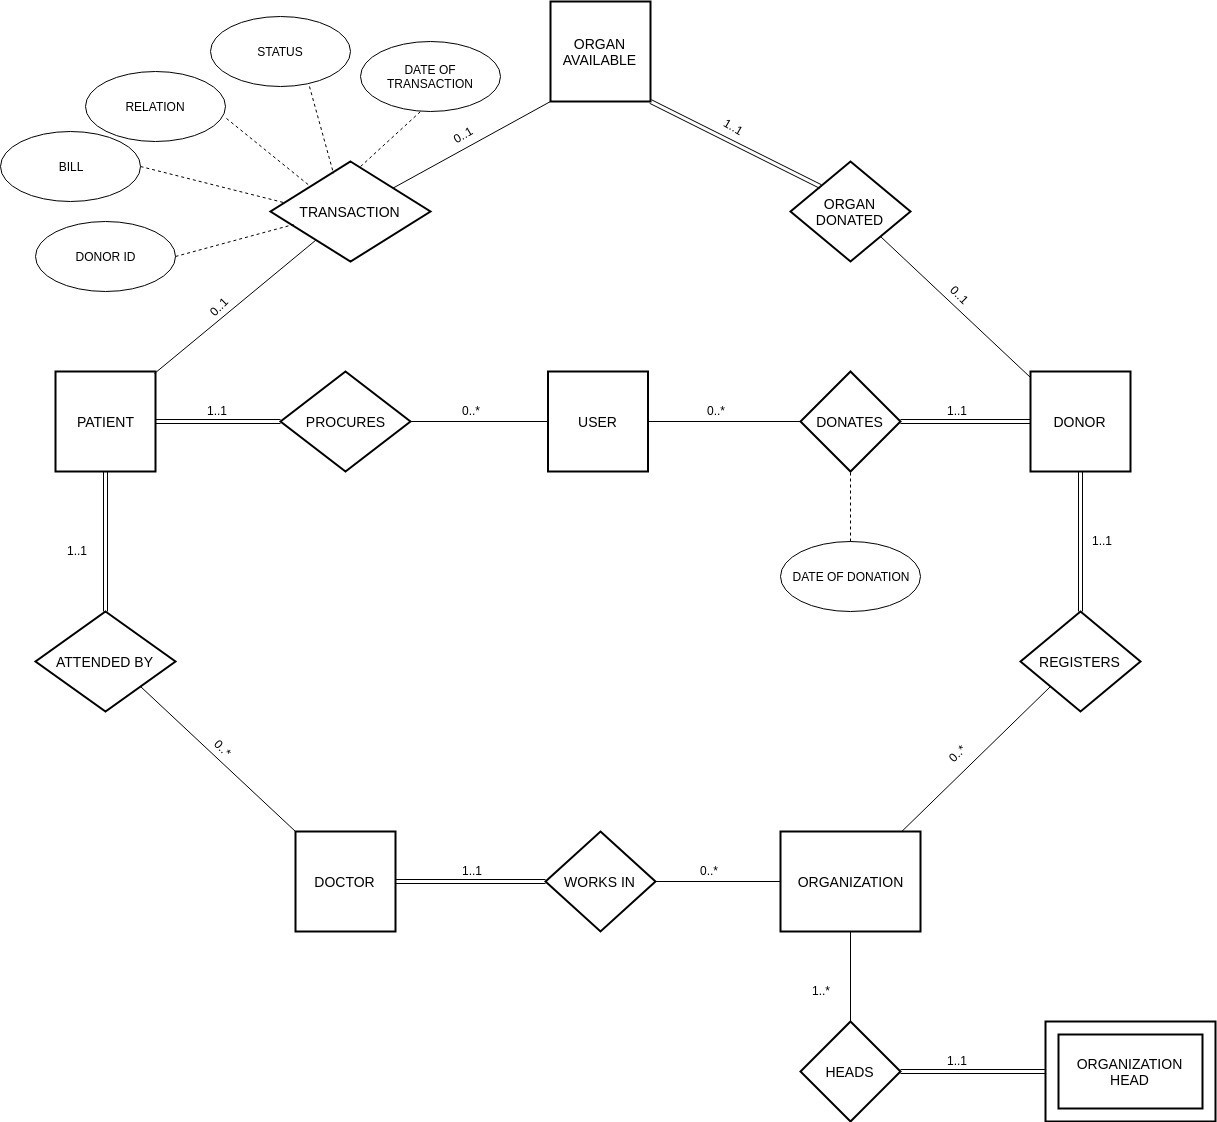 ORGAN
AVAILABLE
STATUS
DATE OF
TRANSACTION
RELATION
BILL
DONOR ID
TRANSACTION
0..1
1..1
ORGAN
DONATED
0..1
0..1
PATIENT
1..1
PROCURES
0..*
USER
0..*
DONATES
1..1
DONOR
1..1
1..1
DATE OF DONATION
ATTENDED BY
REGISTERS
0..*
0..*
DOCTOR
1..1
WORKS IN
0..*
ORGANIZATION
1..*
HEADS
1..1
ORGANIZATION
HEAD